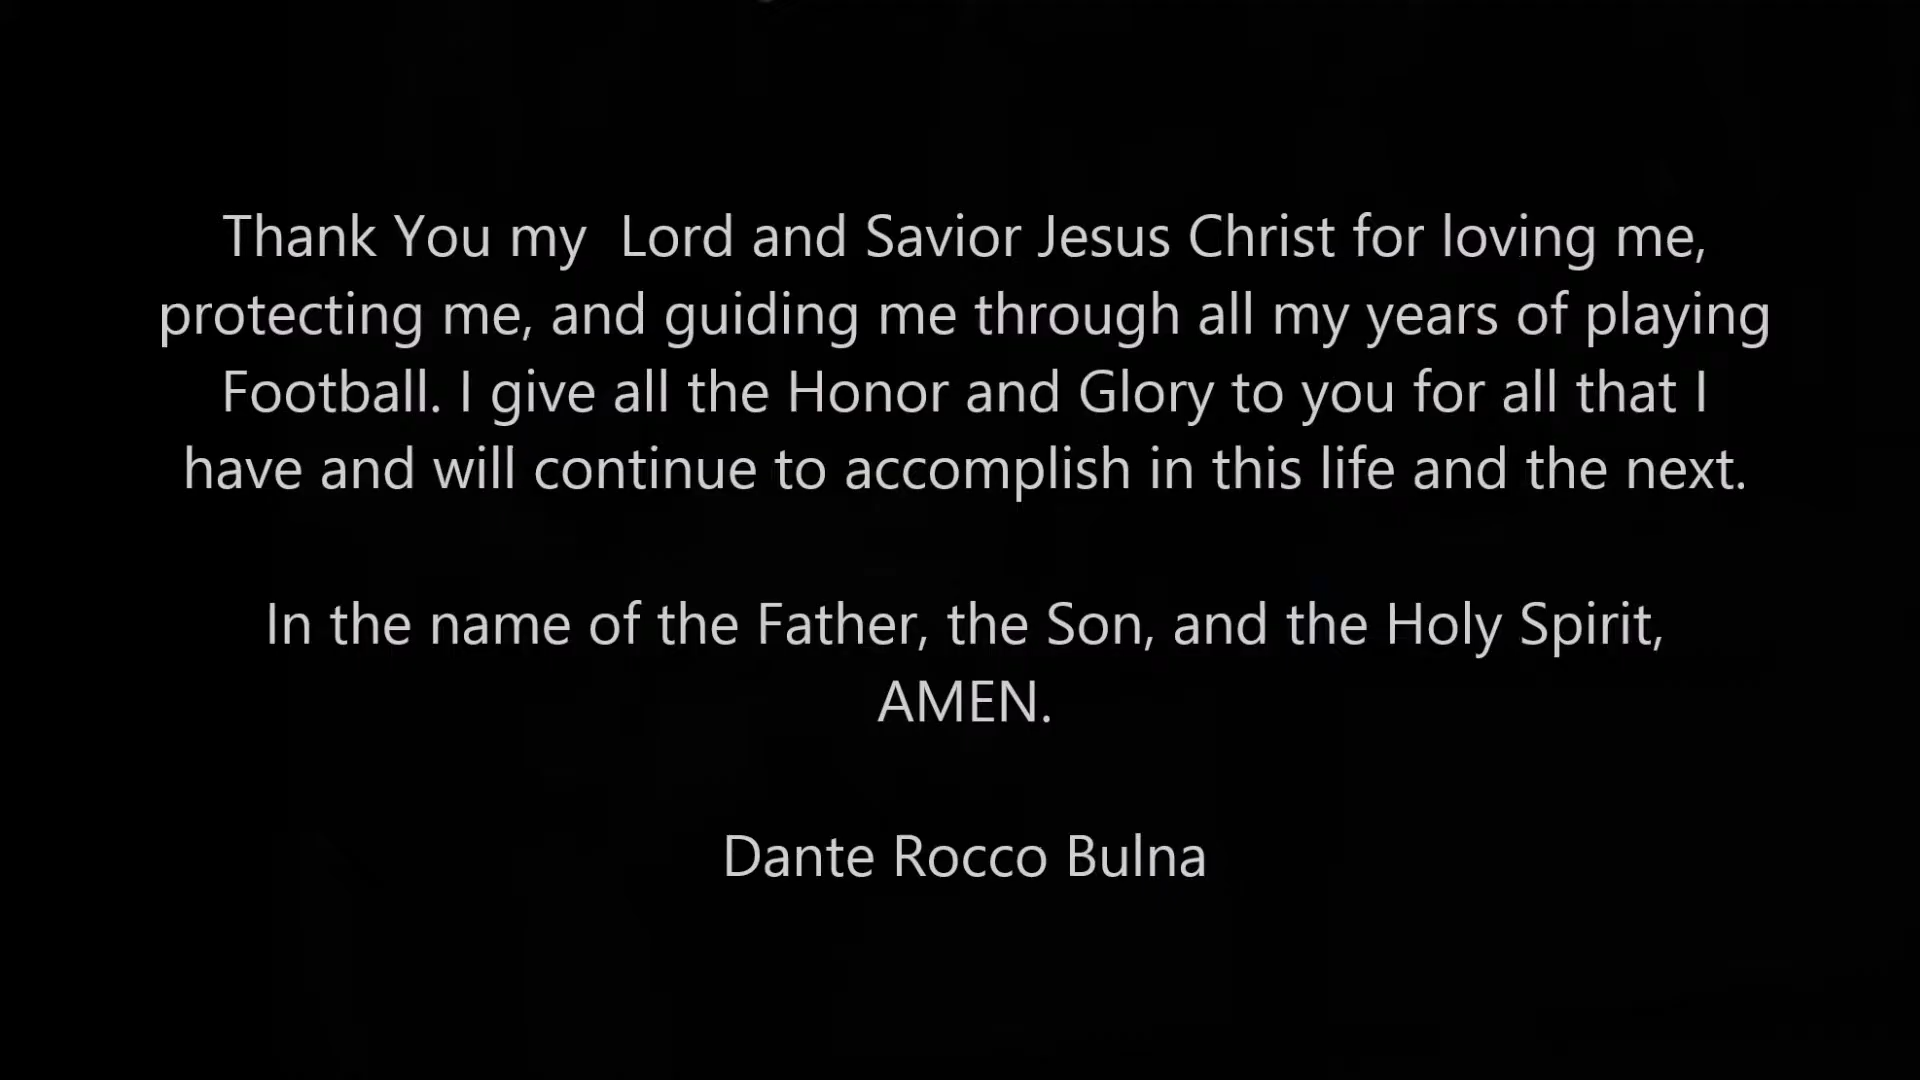 Thank You my  Lord and Savior Jesus Christ for loving me,
protecting me, and guiding me through all my years of playing
Football. I give all the Honor and Glory to you for all that I
have and will continue to accomplish in this life and the next.
In the name of the Father, the Son, and the Holy Spirit,
AMEN.
Dante Rocco Bulna